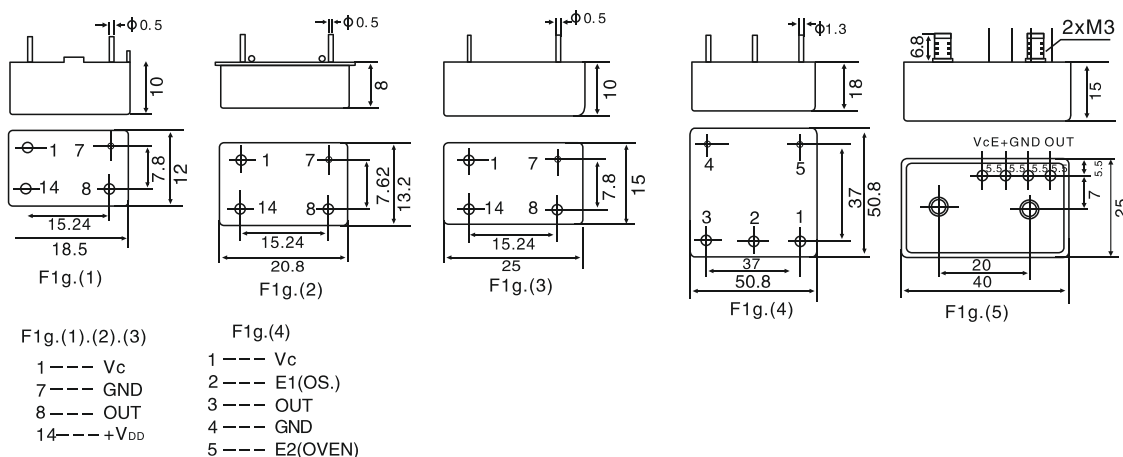 ϕ0.5
10
1
7
14
8
7.8
12
15.24
18.5
F1g.(1)
ϕ0.5
8
1
7
14
8
7.62
13.2
15.24
20.8
F1g.(2)
ϕ0.5
10
1
7
14
8
7.8
15
15.24
25
F1g.(3)
ϕ1.3
18
4
5
3
2
1
37
50.8
37
50.8
F1g.(4)
6.8
2xM3
15
VcE+GND OUT
5.5 5.5 5.5 5.5
5.5
7
25
20
40
F1g.(5)
F1g.(1).(2).(3)
1 ---- Vc
7 ---- GND
8 ---- OUT
14 ---- +VDD
F1g.(4)
1 --- Vc
2 --- E1(OS.)
3 --- OUT
4 --- GND
5 --- E2(OVEN)